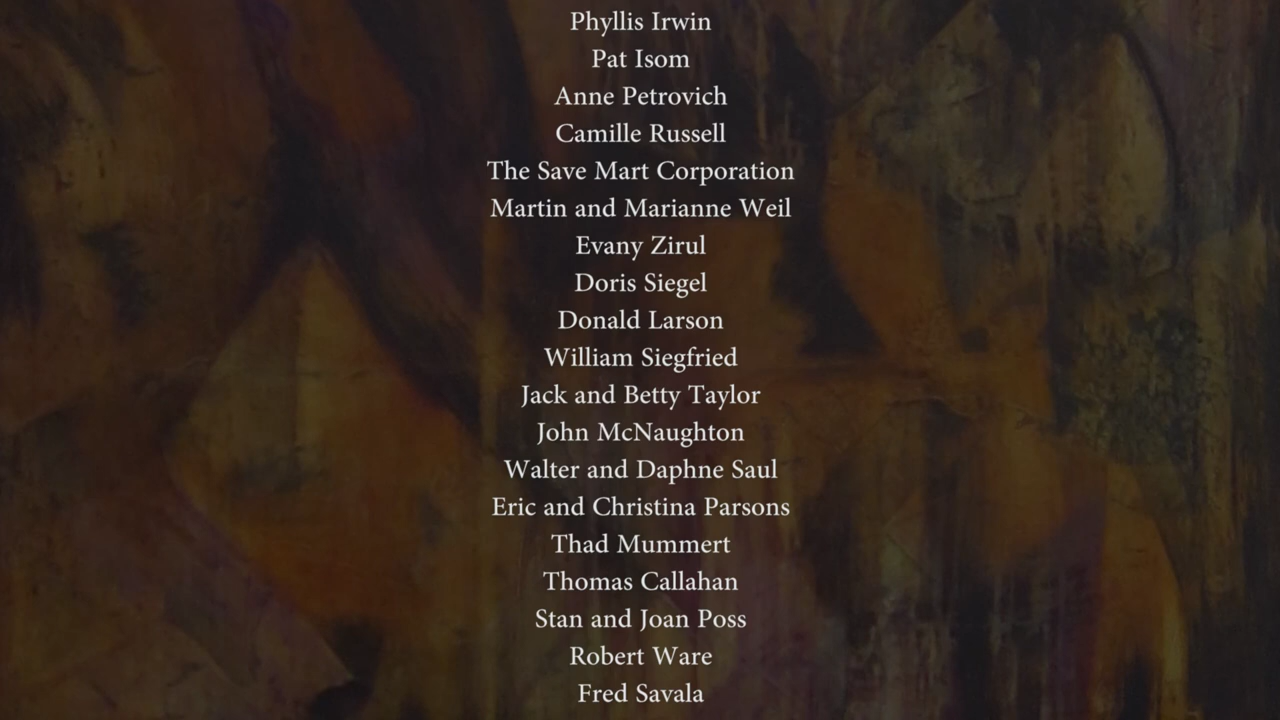 Phyllis Irwin
Pat Isom
Anne Petrovich
Camille Russell
The Save Mart Corporation
Martin and Marianne Weil
Evany Zirul
Doris Siegel
Donald Larson
William Siegfried
Jack and Betty Taylor
John McNaughton
Walter and Daphne Saul
Eric and Christina Parsons
Thad Mummert
Thomas Callahan
Stan and Joan Poss
Robert Ware
Fred Savala